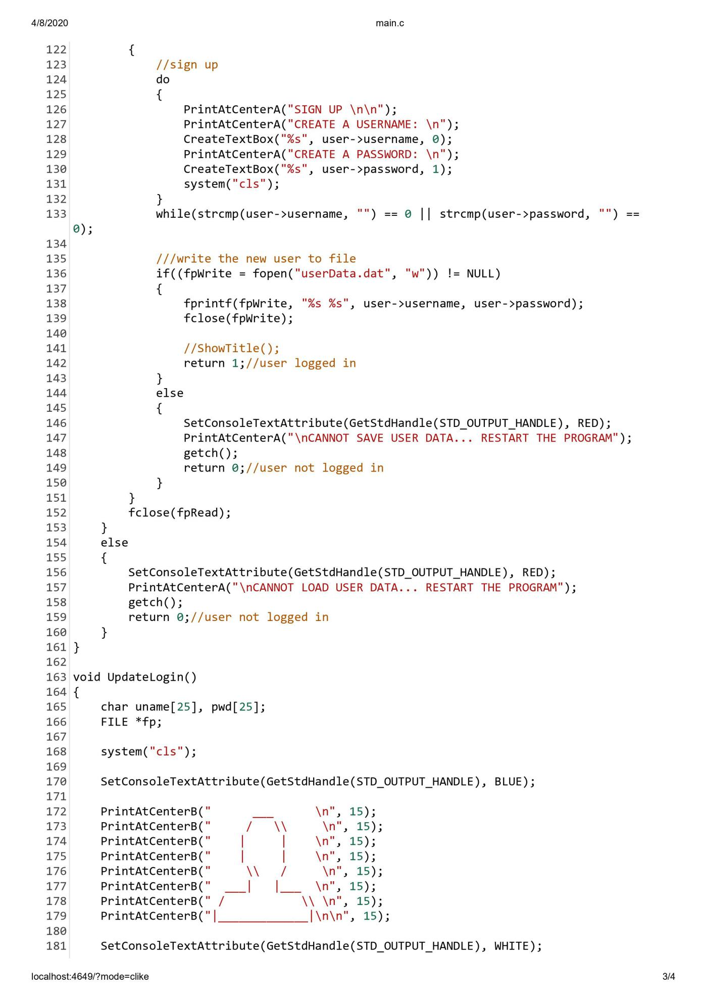 4/8/2020 main.c
122         {
123             //sign up
124             do
125             {
126                 PrintAtCenterA("SIGN UP \n\n");
127                 PrintAtCenterA("CREATE A USERNAME: \n");
128                 CreateTextBox("%s", user->username, 0);
129                 PrintAtCenterA("CREATE A PASSWORD: \n");
130                 CreateTextBox("%s", user->password, 1);
131                 system("cls");
132             }
133             while(strcmp(user->username, "") == 0 || strcmp(user->password, "") ==
0);
134
135             ///write the new user to file
136             if((fpWrite = fopen("userData.dat", "w")) != NULL)
137             {
138                 fprintf(fpWrite, "%s %s", user->username, user->password);
139                 fclose(fpWrite);
140
141                 //ShowTitle();
142                 return 1;//user logged in
143             }
144             else
145             {
146                 SetConsoleTextAttribute(GetStdHandle(STD_OUTPUT_HANDLE), RED);
147                 PrintAtCenterA("\nCANNOT SAVE USER DATA... RESTART THE PROGRAM");
148                 getch();
149                 return 0;//user not logged in
150             }
151         }
152         fclose(fpRead);
153     }
154     else
155     {
156         SetConsoleTextAttribute(GetStdHandle(STD_OUTPUT_HANDLE), RED);
157         PrintAtCenterA("\nCANNOT LOAD USER DATA... RESTART THE PROGRAM");
158         getch();
159         return 0;//user not logged in
160     }
161 }
162
163 void UpdateLogin()
164 {
165     char uname[25], pwd[25];
166     FILE *fp;
167
168     system("cls");
169
170     SetConsoleTextAttribute(GetStdHandle(STD_OUTPUT_HANDLE), BLUE);
171
172     PrintAtCenterB("      ___      \n", 15);
173     PrintAtCenterB("     /   \\     \n", 15);
174     PrintAtCenterB("    |     |    \n", 15);
175     PrintAtCenterB("    |     |    \n", 15);
176     PrintAtCenterB("     \\   /     \n", 15);
177     PrintAtCenterB("  ___|   |___  \n", 15);
178     PrintAtCenterB(" /           \\ \n", 15);
179     PrintAtCenterB("|_____________|\n\n", 15);
180
181     SetConsoleTextAttribute(GetStdHandle(STD_OUTPUT_HANDLE), WHITE);
localhost:4649/?mode=clike 3/4